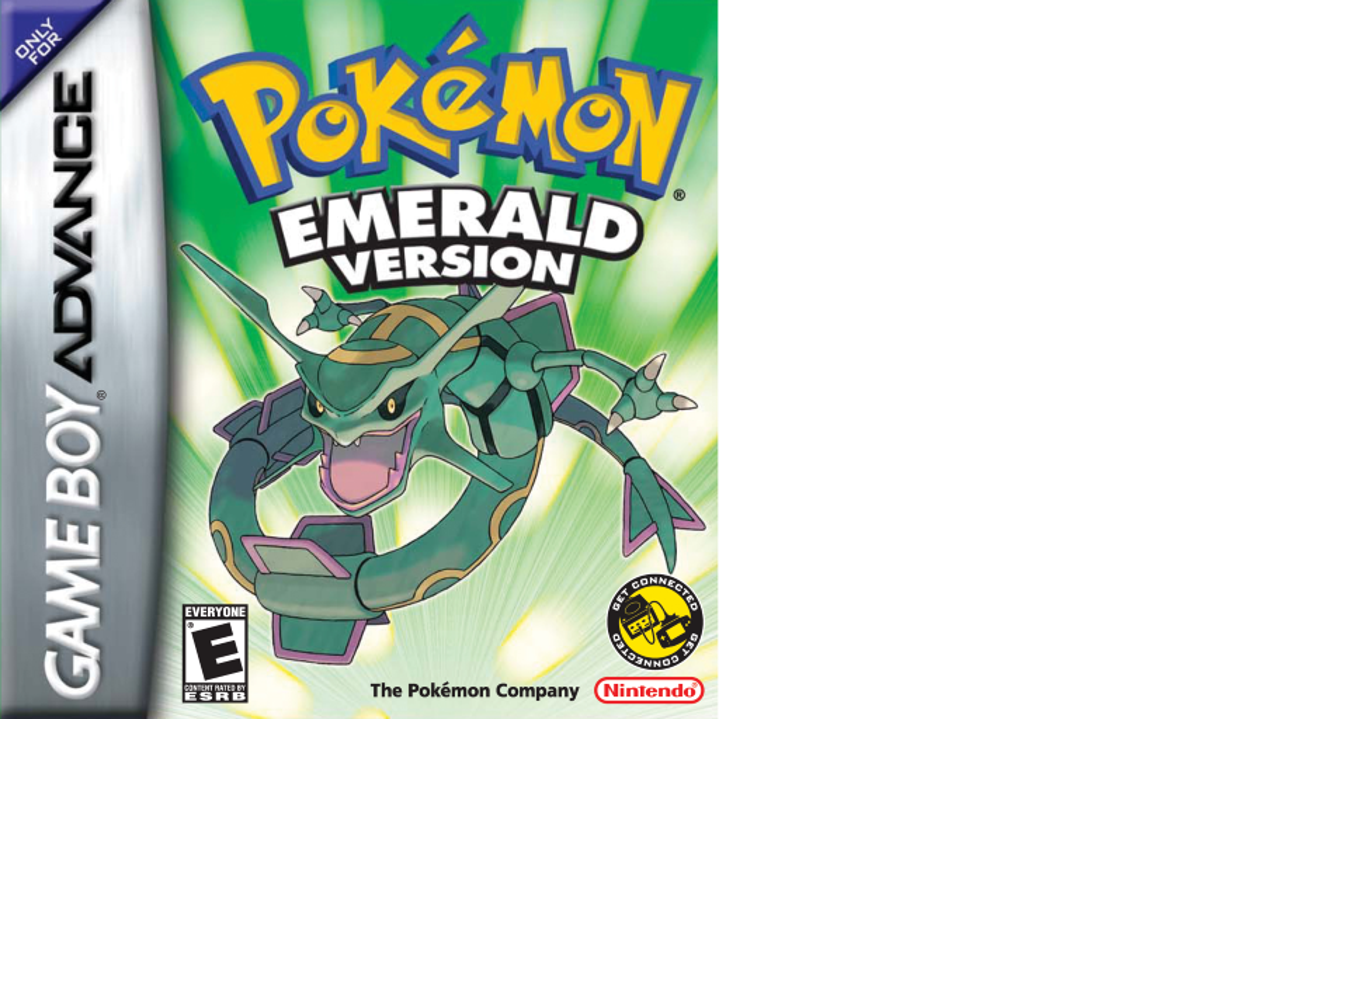 ONLY
FOR
GAME BOY ADVANCE
®
POKéMON
®
EMERALD
VERSION
EVERYONE
®
E
CONTENT RATED BY
ESRB
GET CONNECTED
GET CONNECTED
The Pokémon Company
Nintendo®